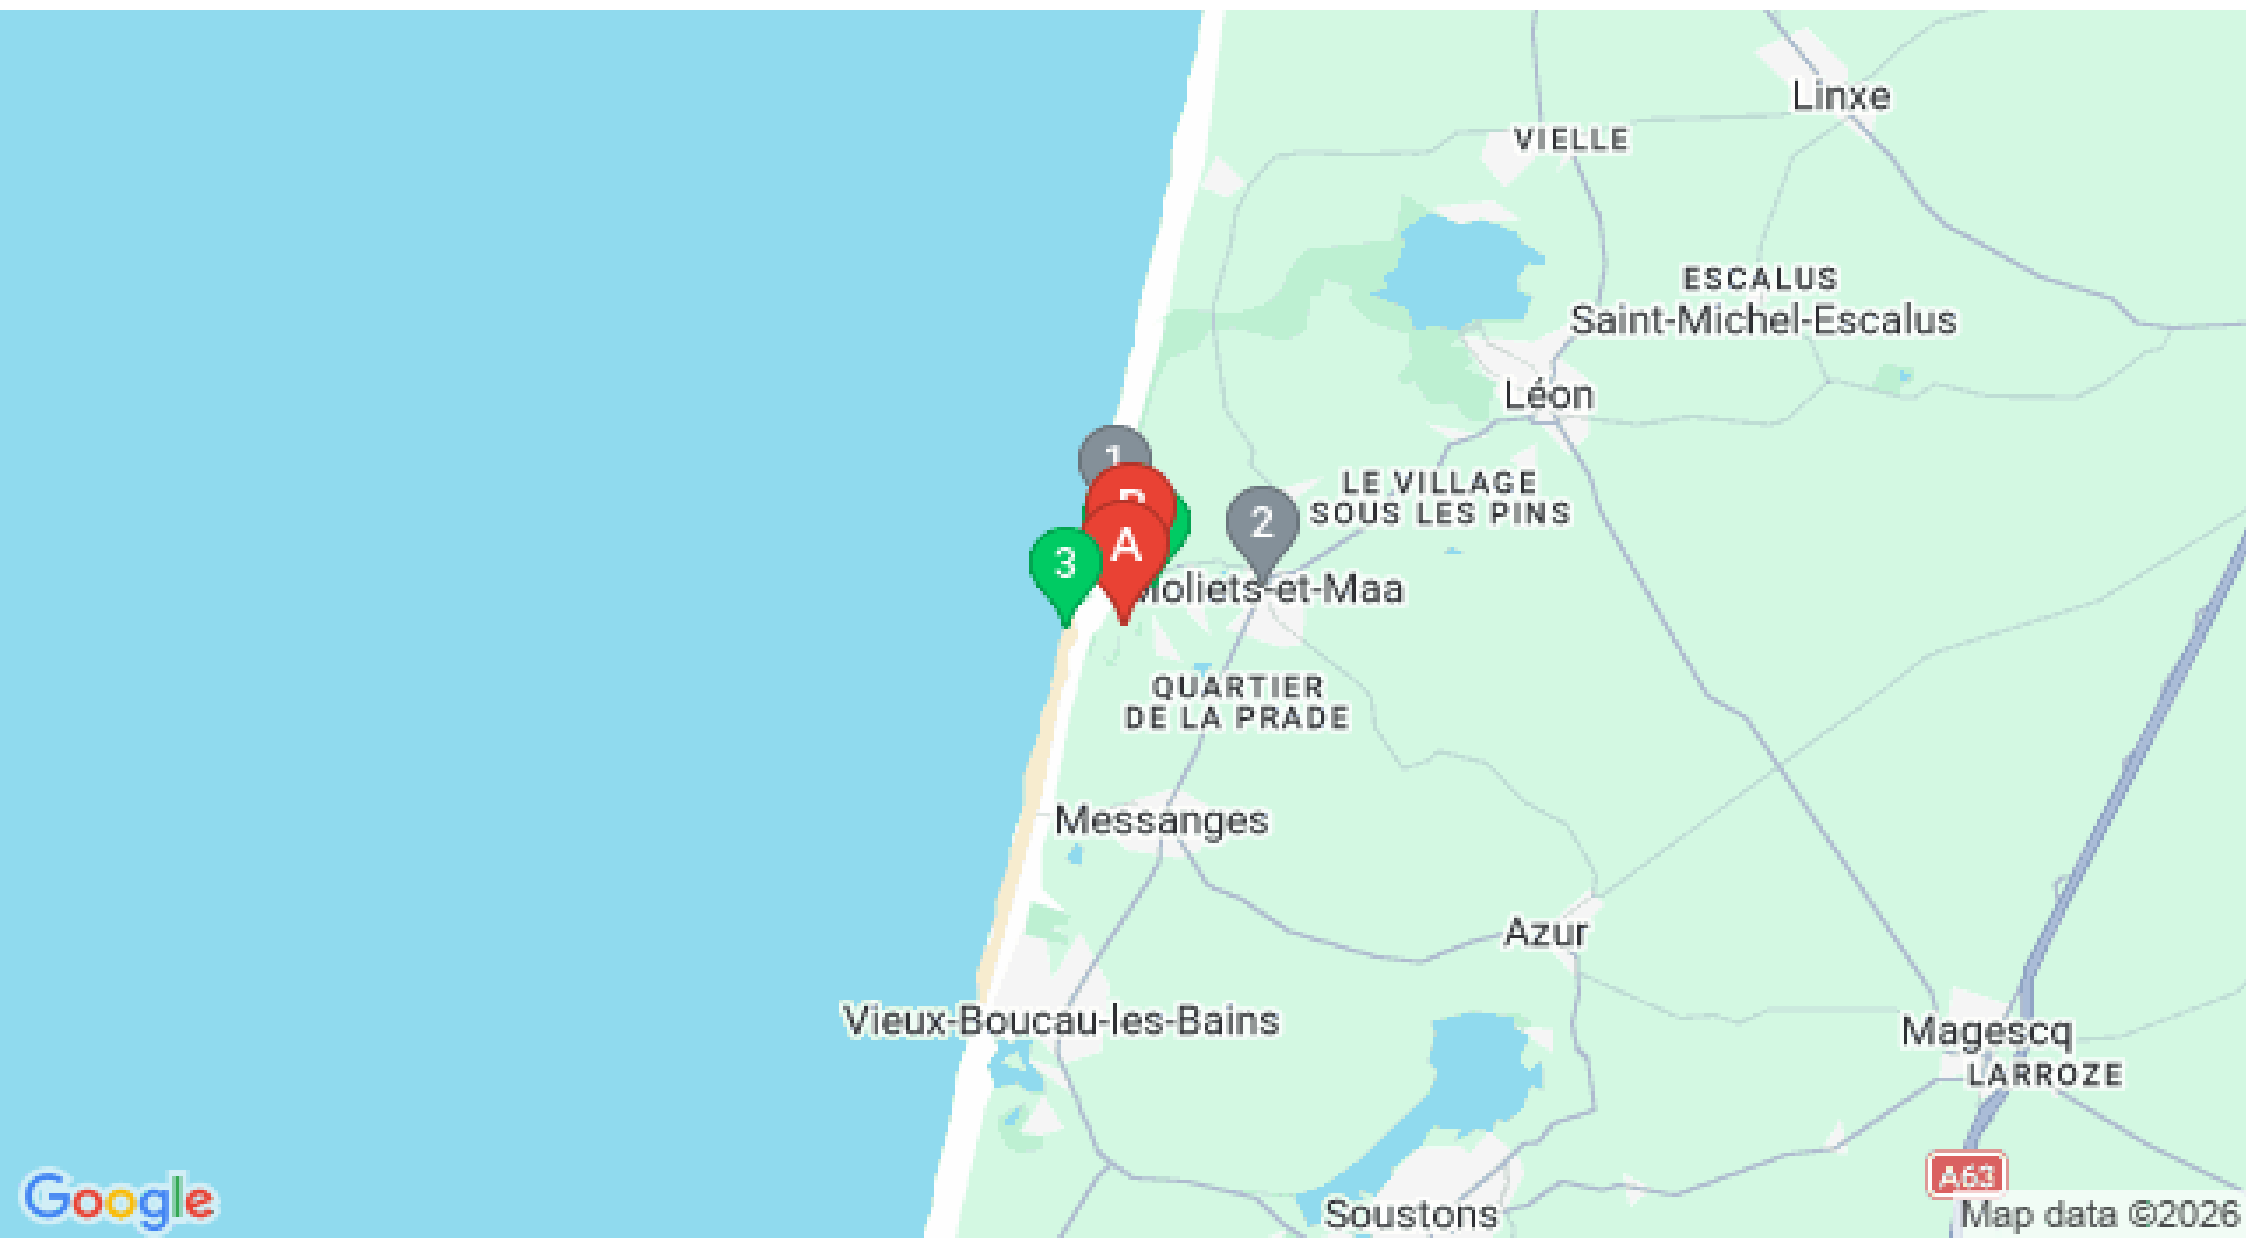 Linxe
VIELLE
ESCALUS
Saint-Michel-Escalus
Léon
1
LE VILLAGE
SOUS LES PINS
2
A
3
Moliets-et-Maa
QUARTIER
DE LA PRADE
Messanges
Azur
Vieux-Boucau-les-Bains
Magescq
LARROZE
A63
Google
Soustons
Map data ©2026